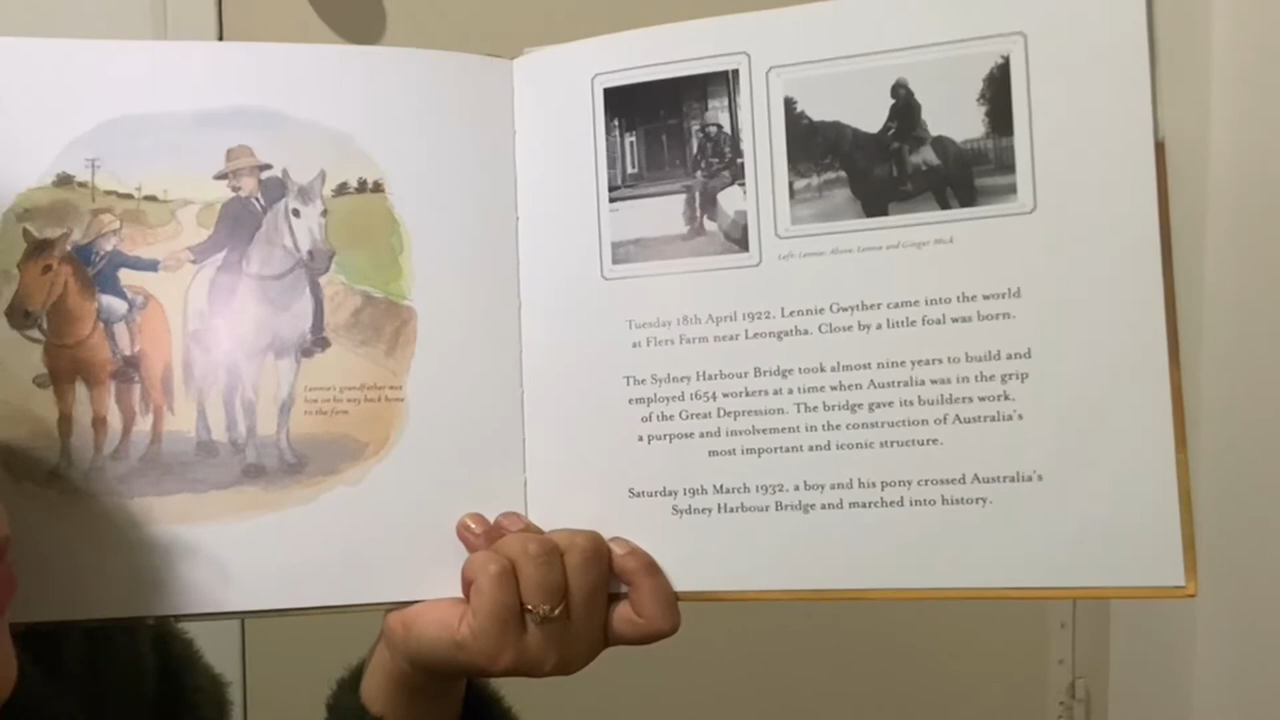 Lennie's grandfather met
him on his way back home
to the farm.
Left: Lennie; Above: Lennie and Ginger Mick
Tuesday 18th April 1922, Lennie Gwyther came into the world
at Flers Farm near Leongatha. Close by a little foal was born.
The Sydney Harbour Bridge took almost nine years to build and
employed 1654 workers at a time when Australia was in the grip
of the Great Depression. The bridge gave its builders work,
a purpose and involvement in the construction of Australia's
most important and iconic structure.
Saturday 19th March 1932, a boy and his pony crossed Australia's
Sydney Harbour Bridge and marched into history.